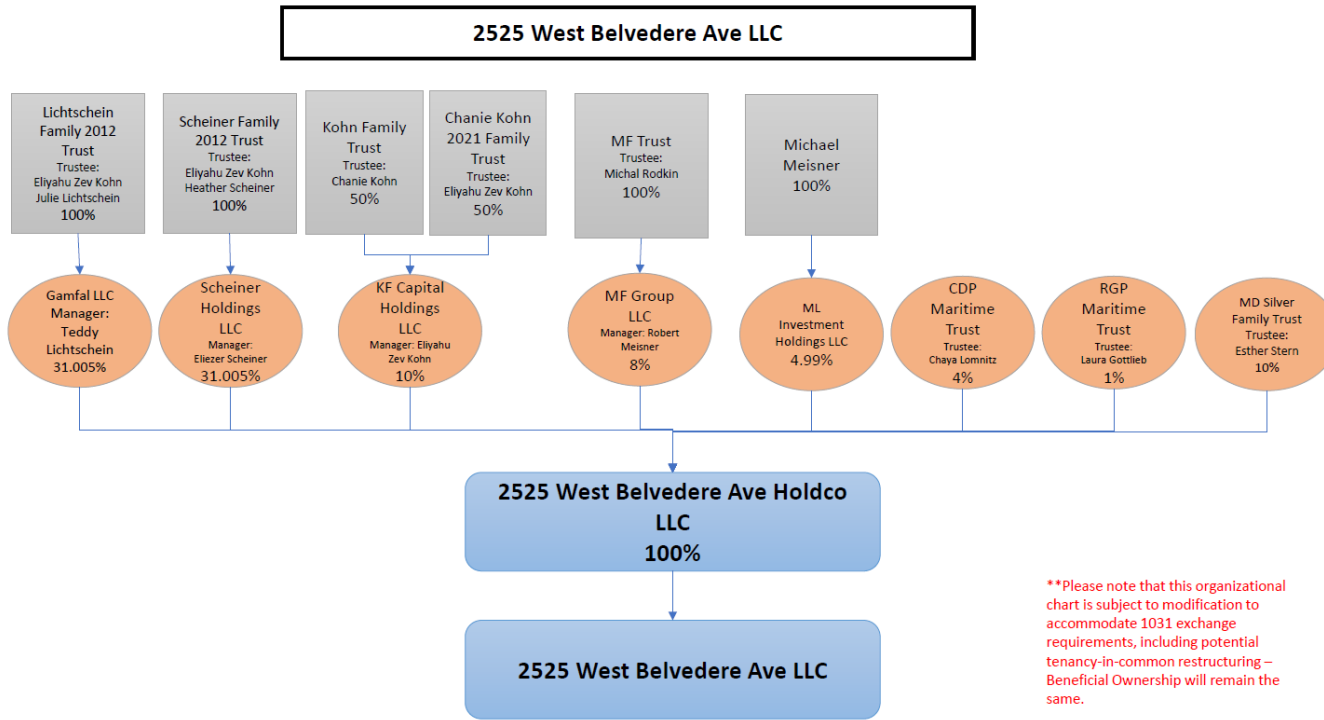 2525 West Belvedere Ave LLC
Lichtschein
Family 2012
Trust
Trustee:
Eliyahu Zev Kohn
Julie Lichtschein
100%
Scheiner Family
2012 Trust
Trustee:
Eliyahu Zev Kohn
Heather Scheiner
100%
Kohn Family
Trust
Trustee:
Chanie Kohn
50%
Chanie Kohn
2021 Family
Trust
Trustee:
Eliyahu Zev Kohn
50%
MF Trust
Trustee:
Michal Rodkin
100%
Michael
Meisner
100%
Gamfal LLC
Manager:
Teddy
Lichtschein
31.005%
Scheiner
Holdings
LLC
Manager:
Eliezer Scheiner
31.005%
KF Capital
Holdings
LLC
Manager: Eliyahu
Zev Kohn
10%
MF Group
LLC
Manager: Robert
Meisner
8%
ML
Investment
Holdings LLC
4.99%
CDP
Maritime
Trust
Trustee:
Chaya Lomnitz
4%
RGP
Maritime
Trust
Trustee:
Laura Gottlieb
1%
MD Silver
Family Trust
Trustee:
Esther Stern
10%
2525 West Belvedere Ave Holdco
LLC
100%
2525 West Belvedere Ave LLC
**Please note that this organizational
chart is subject to modification to
accommodate 1031 exchange
requirements, including potential
tenancy-in-common restructuring –
Beneficial Ownership will remain the
same.